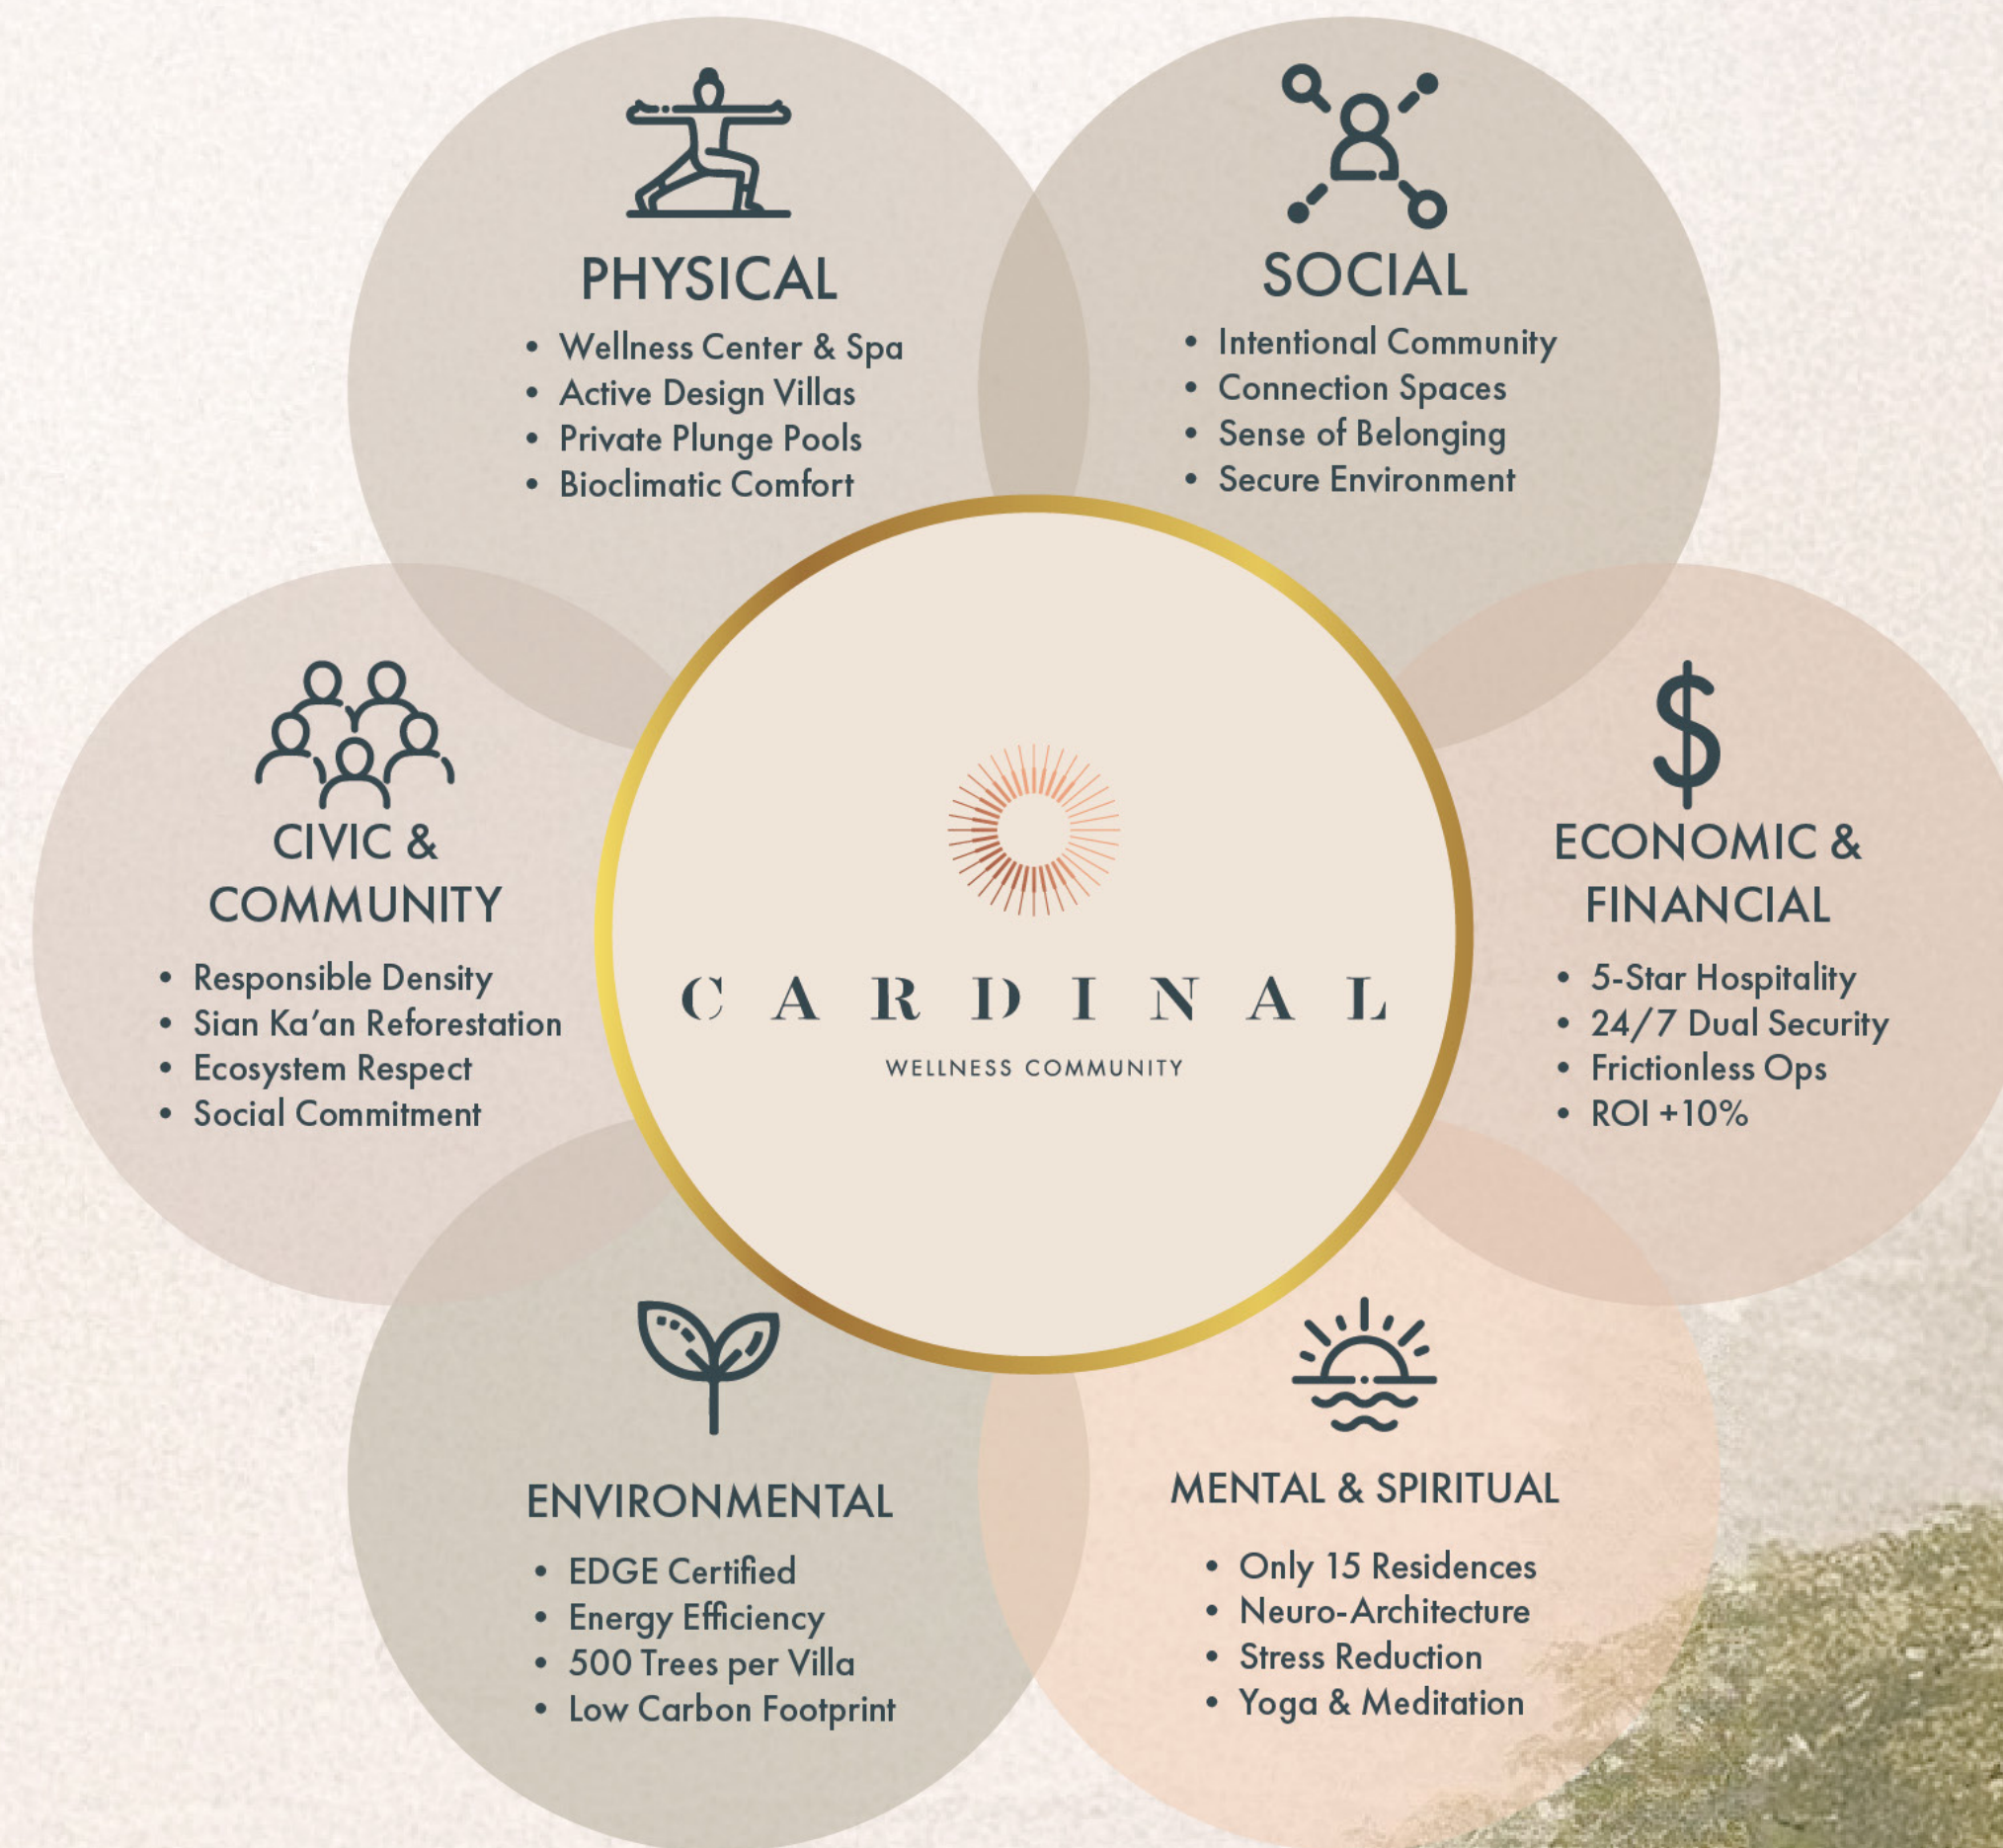 PHYSICAL
• Wellness Center & Spa
• Active Design Villas
• Private Plunge Pools
• Bioclimatic Comfort
SOCIAL
• Intentional Community
• Connection Spaces
• Sense of Belonging
• Secure Environment
CIVIC &
COMMUNITY
• Responsible Density
• Sian Ka’an Reforestation
• Ecosystem Respect
• Social Commitment
CARDINAL
WELLNESS COMMUNITY
$
ECONOMIC &
FINANCIAL
• 5-Star Hospitality
• 24/7 Dual Security
• Frictionless Ops
• ROI +10%
ENVIRONMENTAL
• EDGE Certified
• Energy Efficiency
• 500 Trees per Villa
• Low Carbon Footprint
MENTAL & SPIRITUAL
• Only 15 Residences
• Neuro-Architecture
• Stress Reduction
• Yoga & Meditation